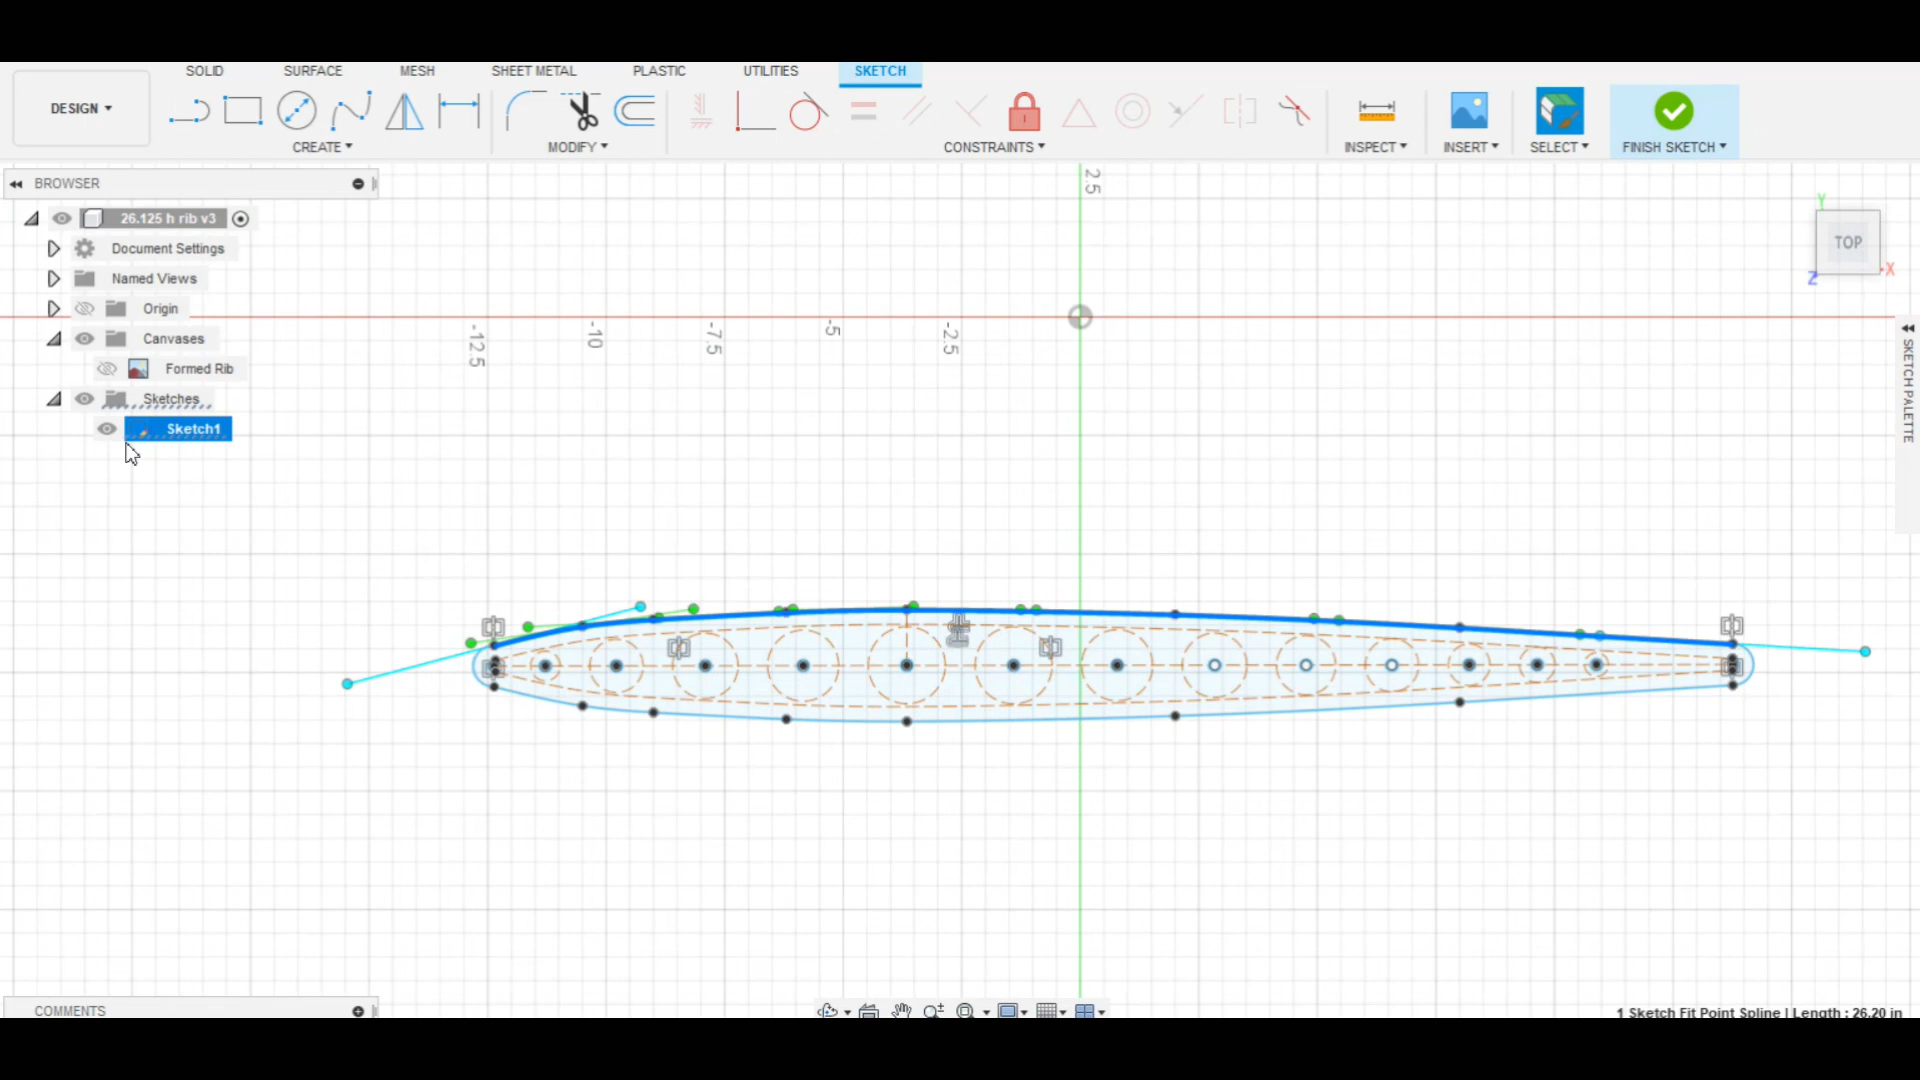 SOLID SURFACE MESH SHEET METAL PLASTIC UTILITIES SKETCH
DESIGN
CREATE MODIFY CONSTRAINTS INSPECT INSERT SELECT FINISH SKETCH
BROWSER
26.125 h rib v3
Document Settings
Named Views
Origin
Canvases
Formed Rib
Sketches
Sketch1
2.5
-12.5 -10 -7.5 -5 -2.5
Y
TOP
X
Z
SKETCH PALETTE
COMMENTS
1 Sketch Fit Point Spline | Length : 26.20 in